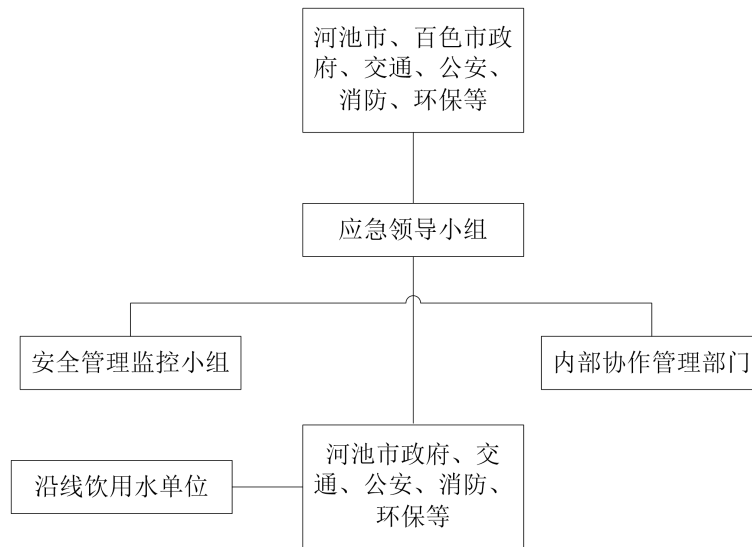 河池市、百色市政
府、交通、公安、
消防、环保等
应急领导小组
安全管理监控小组
内部协作管理部门
河池市政府、交
通、公安、消防、
环保等
沿线饮用水单位